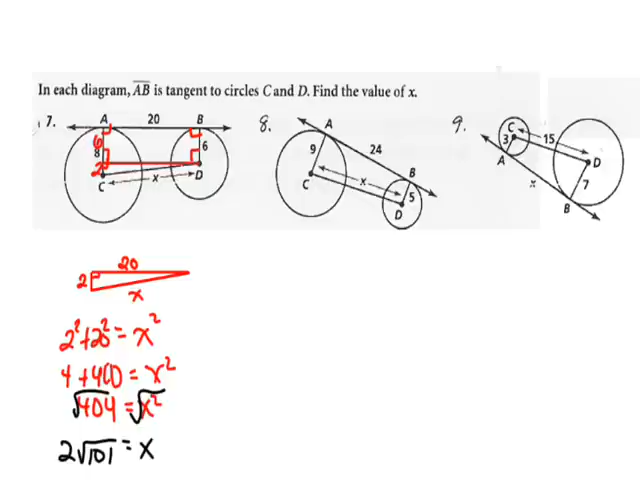 In each diagram, AB is tangent to circles C and D. Find the value of x.
7. A 20 B
6
8 6
2
C x D
8. A
9 24
C x B
5
D
9. C 15
3 D
A x 7
B
20
2
x
2² + 20² = x²
4 + 400 = x²
√404 = √x²
2√101 = x